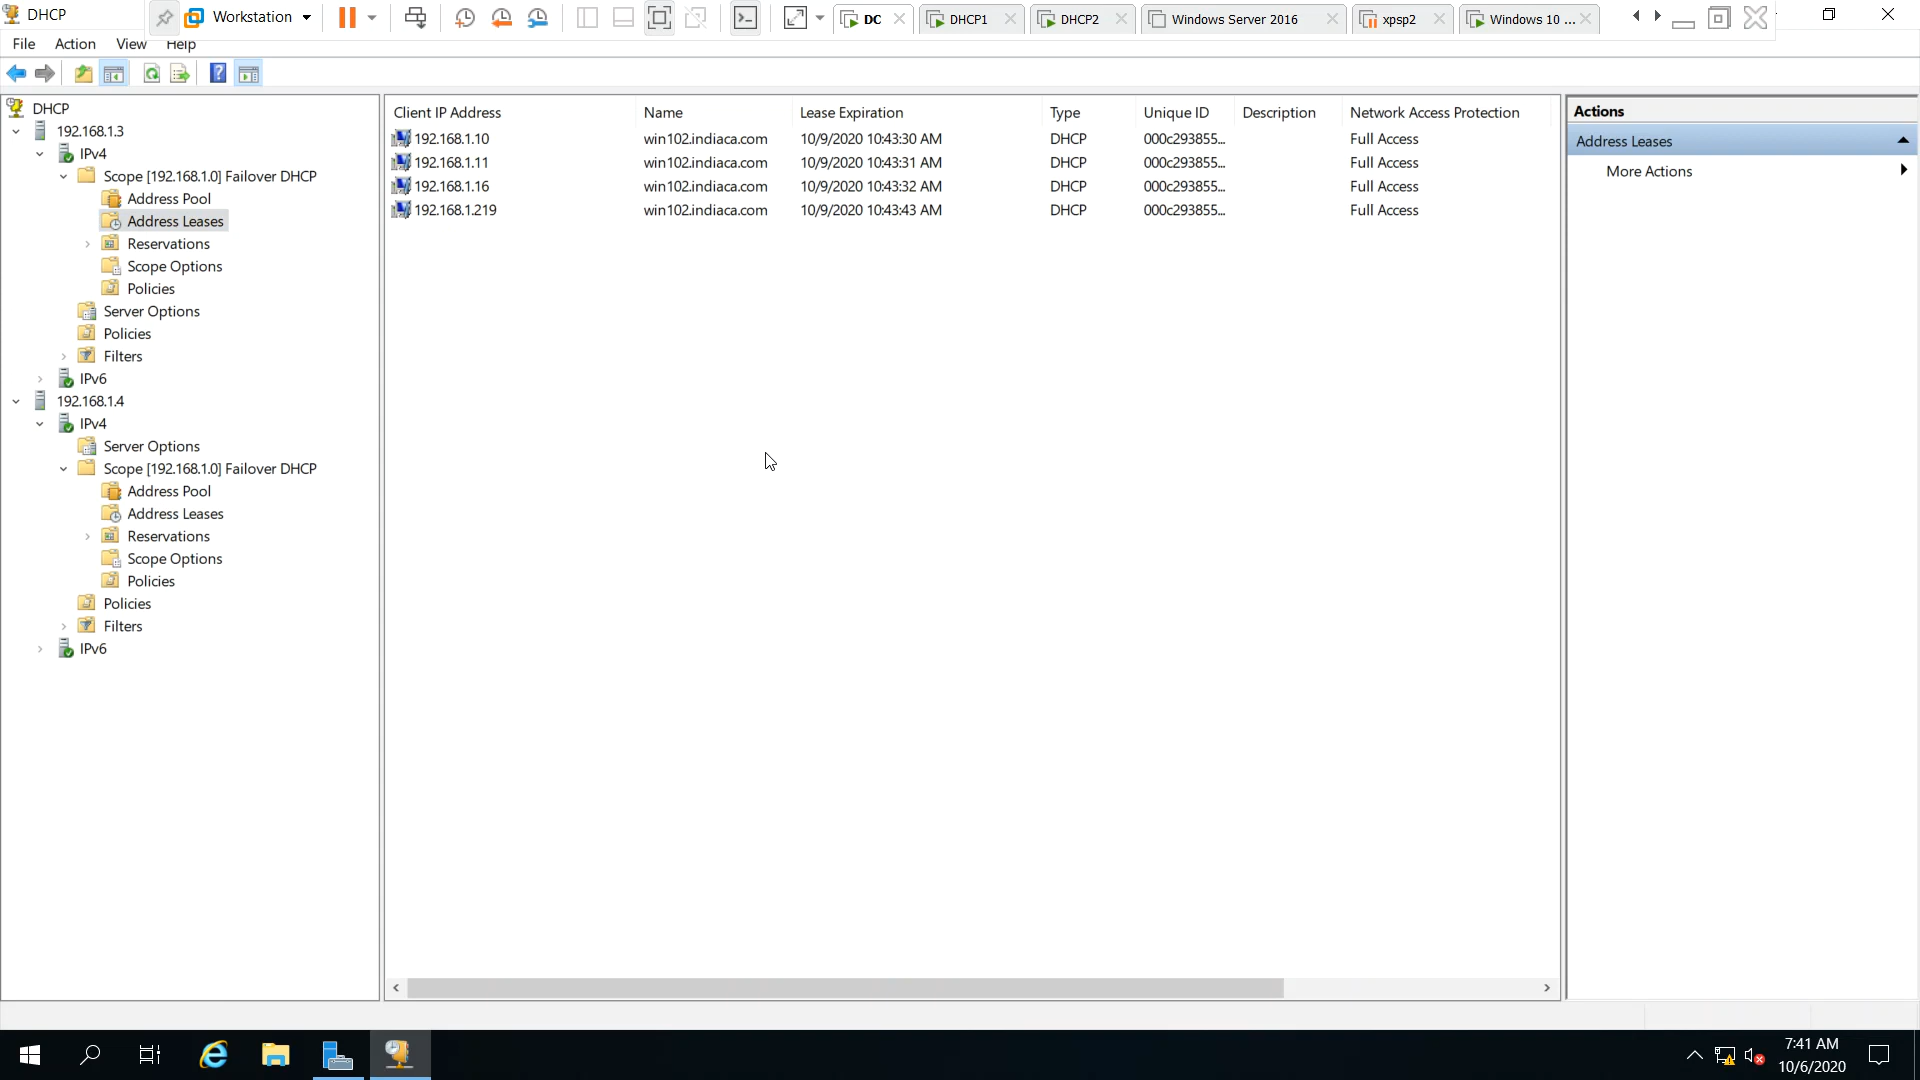 DHCP
Workstation
DC
DHCP1
DHCP2
Windows Server 2016
xpsp2
Windows 10 ...
File Action View Help
DHCP
192.168.1.3
IPv4
Scope [192.168.1.0] Failover DHCP
Address Pool
Address Leases
Reservations
Scope Options
Policies
Server Options
Policies
Filters
IPv6
192.168.1.4
IPv4
Server Options
Scope [192.168.1.0] Failover DHCP
Address Pool
Address Leases
Reservations
Scope Options
Policies
Policies
Filters
IPv6
Client IP Address Name Lease Expiration Type Unique ID Description Network Access Protection
192.168.1.10 win102.indiaca.com 10/9/2020 10:43:30 AM DHCP 000c293855... Full Access
192.168.1.11 win102.indiaca.com 10/9/2020 10:43:31 AM DHCP 000c293855... Full Access
192.168.1.16 win102.indiaca.com 10/9/2020 10:43:32 AM DHCP 000c293855... Full Access
192.168.1.219 win102.indiaca.com 10/9/2020 10:43:43 AM DHCP 000c293855... Full Access
Actions
Address Leases
More Actions
7:41 AM
10/6/2020